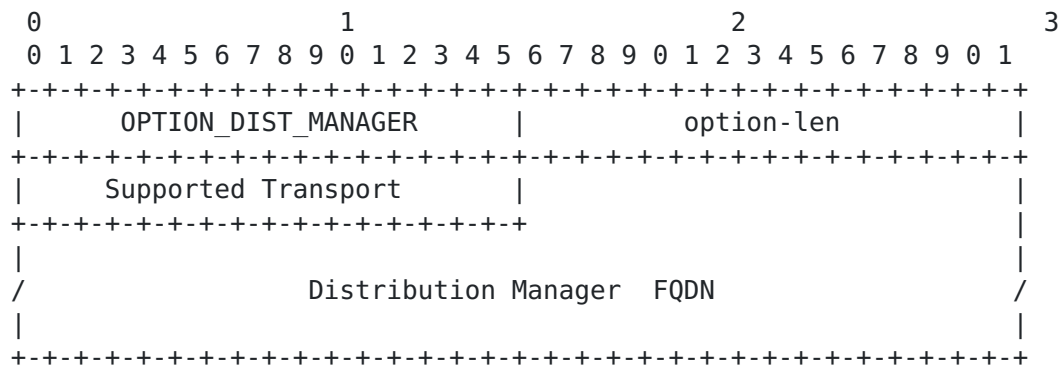 0                   1                   2                   3
0 1 2 3 4 5 6 7 8 9 0 1 2 3 4 5 6 7 8 9 0 1 2 3 4 5 6 7 8 9 0 1
+-+-+-+-+-+-+-+-+-+-+-+-+-+-+-+-+-+-+-+-+-+-+-+-+-+-+-+-+-+-+-+-+
|      OPTION_DIST_MANAGER      |          option-len           |
+-+-+-+-+-+-+-+-+-+-+-+-+-+-+-+-+-+-+-+-+-+-+-+-+-+-+-+-+-+-+-+-+
|     Supported Transport       |                               |
+-+-+-+-+-+-+-+-+-+-+-+-+-+-+-+-+                               |
|                                                               |
/                  Distribution Manager  FQDN                   /
|                                                               |
+-+-+-+-+-+-+-+-+-+-+-+-+-+-+-+-+-+-+-+-+-+-+-+-+-+-+-+-+-+-+-+-+